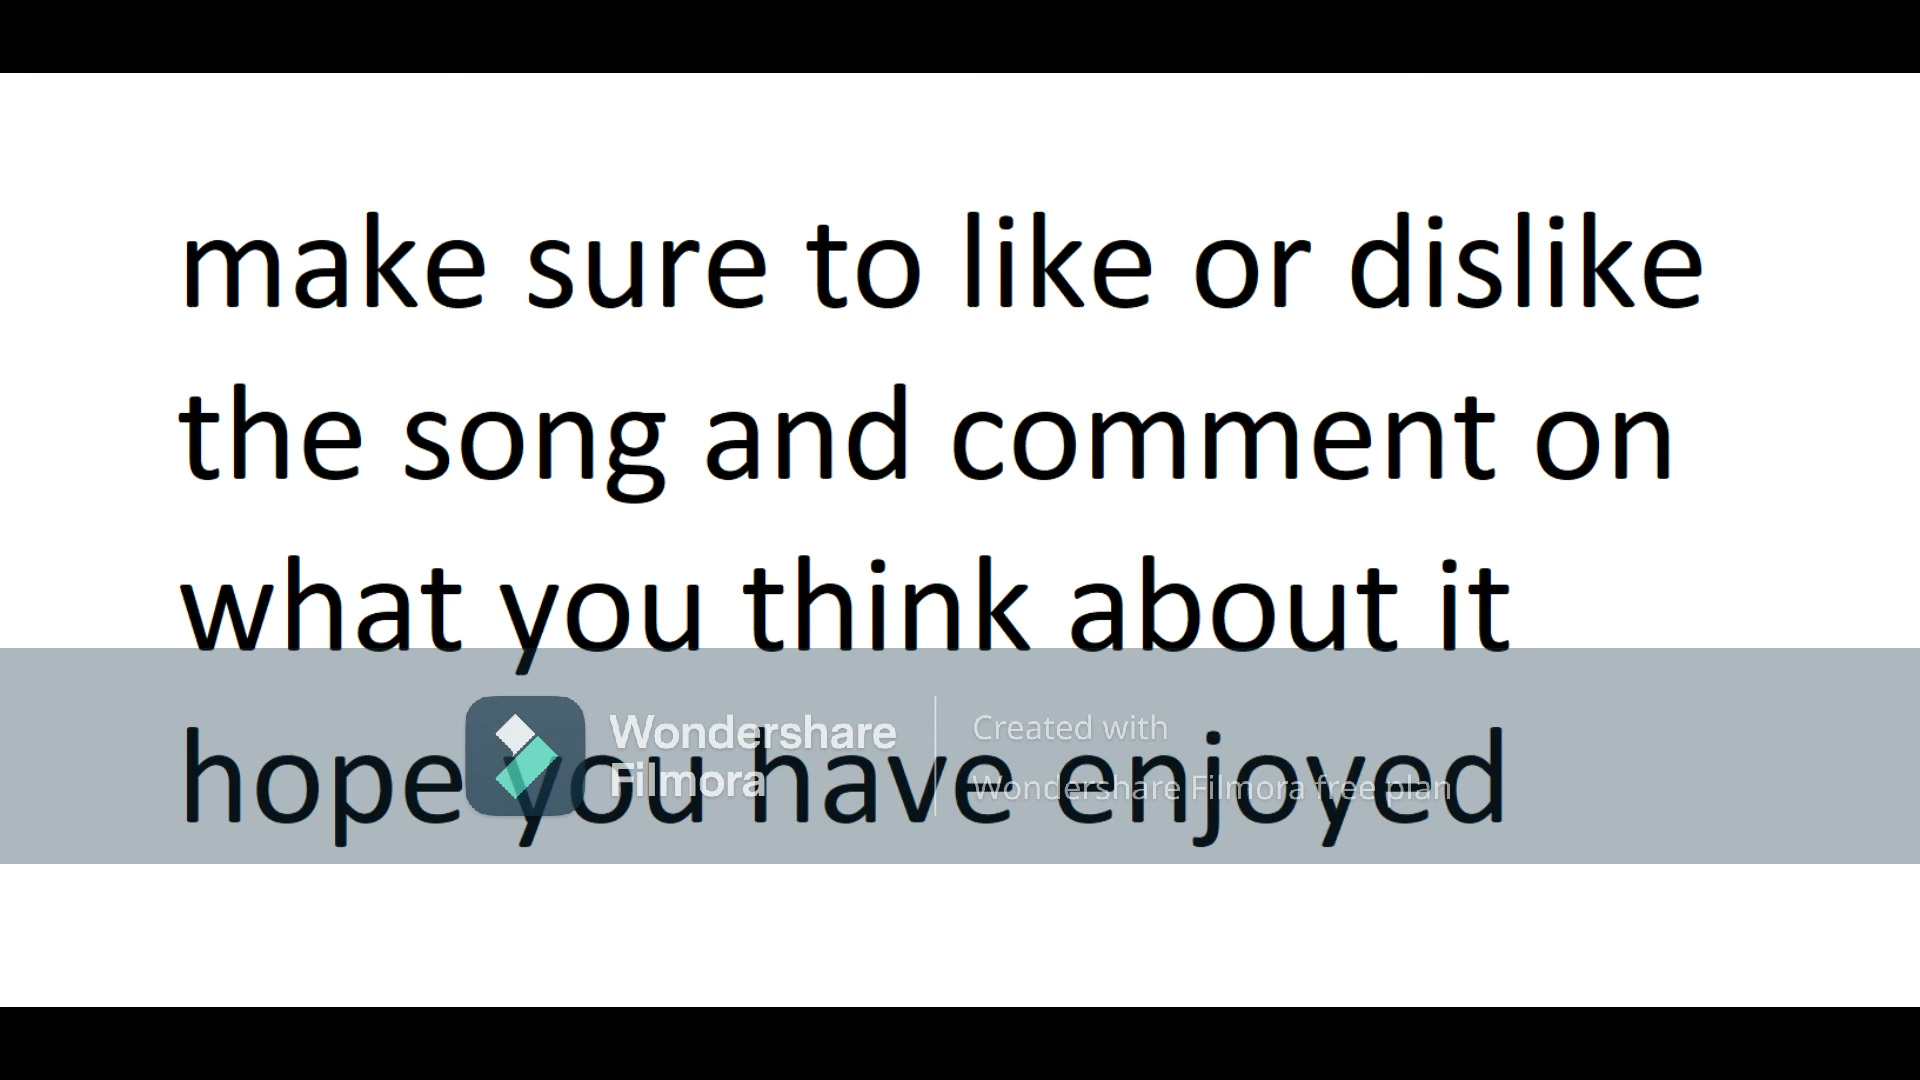 make sure to like or dislike
the song and comment on
what you think about it
hope you have enjoyed
Wondershare
Filmora
Created with
Wondershare Filmora free plan